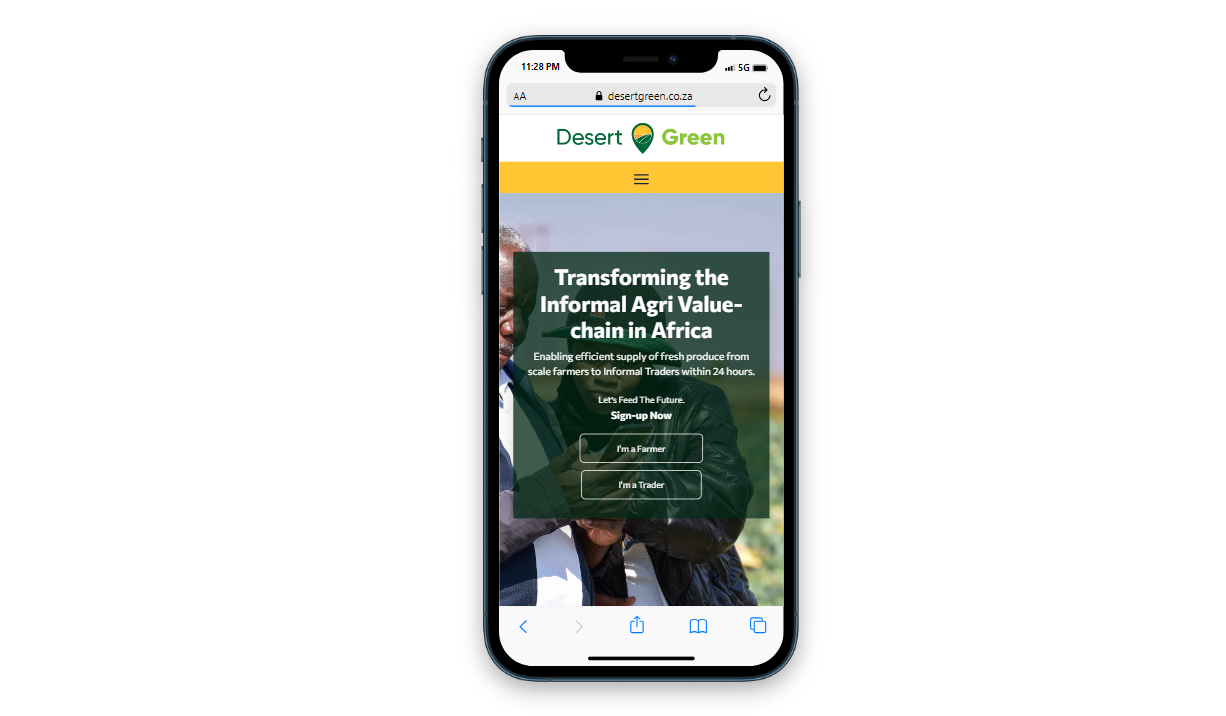 11:28 PM 5G
AA desertgreen.co.za
Desert Green
Transforming the
Informal Agri Value-
chain in Africa
Enabling efficient supply of fresh produce from
scale farmers to Informal Traders within 24 hours.
Let's Feed The Future.
Sign-up Now
I'm a Farmer
I'm a Trader